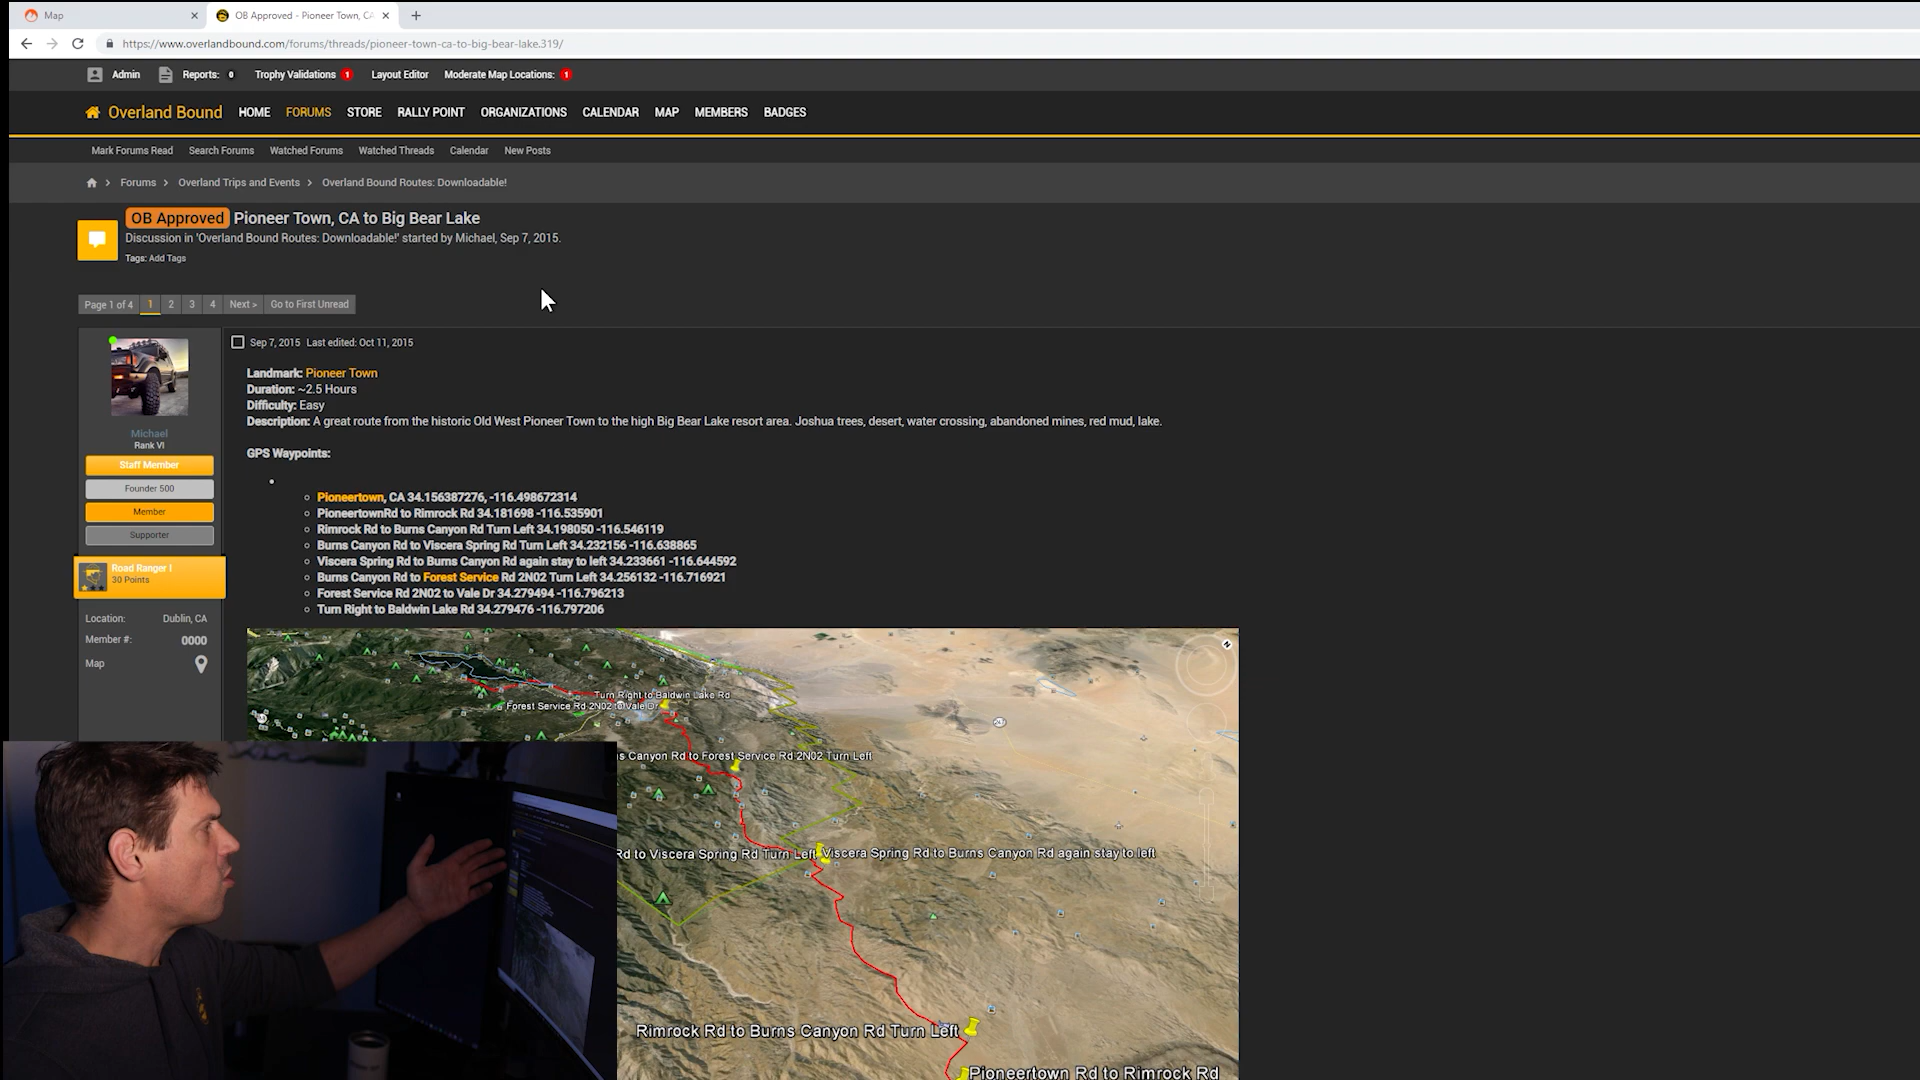 Map
OB Approved - Pioneer Town, CA
https://www.overlandbound.com/forums/threads/pioneer-town-ca-to-big-bear-lake.319/
Admin Reports: 0 Trophy Validations 1 Layout Editor Moderate Map Locations: 1
Overland Bound HOME FORUMS STORE RALLY POINT ORGANIZATIONS CALENDAR MAP MEMBERS BADGES
Mark Forums Read Search Forums Watched Forums Watched Threads Calendar New Posts
Forums > Overland Trips and Events > Overland Bound Routes: Downloadable!
OB Approved Pioneer Town, CA to Big Bear Lake
Discussion in 'Overland Bound Routes: Downloadable!' started by Michael, Sep 7, 2015.
Tags: Add Tags
Page 1 of 4 1 2 3 4 Next > Go to First Unread
Sep 7, 2015 Last edited: Oct 11, 2015
Landmark: Pioneer Town
Duration: ~2.5 Hours
Difficulty: Easy
Description: A great route from the historic Old West Pioneer Town to the high Big Bear Lake resort area. Joshua trees, desert, water crossing, abandoned mines, red mud, lake.
GPS Waypoints:
Pioneertown, CA 34.156387276, -116.498672314
PioneertownRd to Rimrock Rd 34.181698 -116.535901
Rimrock Rd to Burns Canyon Rd Turn Left 34.198050 -116.546119
Burns Canyon Rd to Viscera Spring Rd Turn Left 34.232156 -116.638865
Viscera Spring Rd to Burns Canyon Rd again stay to left 34.233661 -116.644592
Burns Canyon Rd to Forest Service Rd 2N02 Turn Left 34.256132 -116.716921
Forest Service Rd 2N02 to Vale Dr 34.279494 -116.796213
Turn Right to Baldwin Lake Rd 34.279476 -116.797206
Michael
Rank VI
Staff Member
Founder 500
Member
Supporter
Road Ranger I
30 Points
Location: Dublin, CA
Member #: 0000
Map
N
Turn Right to Baldwin Lake Rd
Forest Service Rd 2N02 to Vale Dr
s Canyon Rd to Forest Service Rd 2N02 Turn Left
Rd to Viscera Spring Rd Turn Left
Viscera Spring Rd to Burns Canyon Rd again stay to left
Rimrock Rd to Burns Canyon Rd Turn Left
Pioneertown Rd to Rimrock Rd